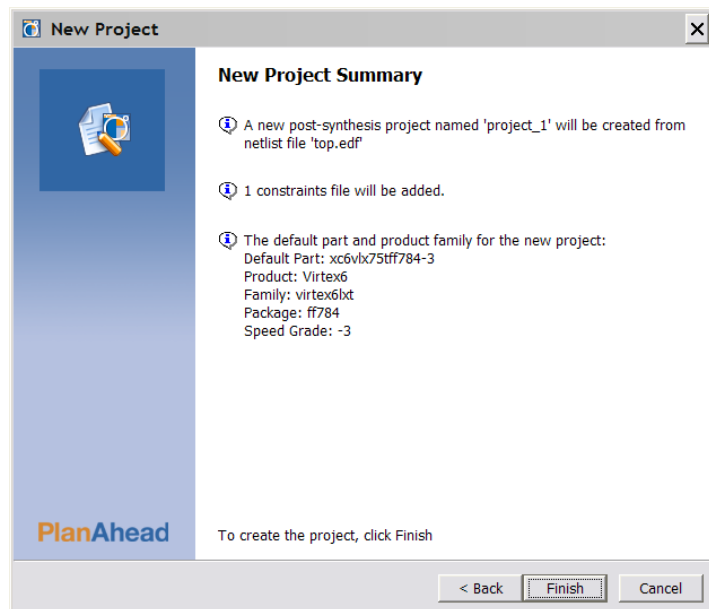 New Project
New Project Summary
A new post-synthesis project named 'project_1' will be created from
netlist file 'top.edf'
1 constraints file will be added.
The default part and product family for the new project:
Default Part: xc6vlx75tff784-3
Product: Virtex6
Family: virtex6lxt
Package: ff784
Speed Grade: -3
PlanAhead
To create the project, click Finish
< Back Finish Cancel